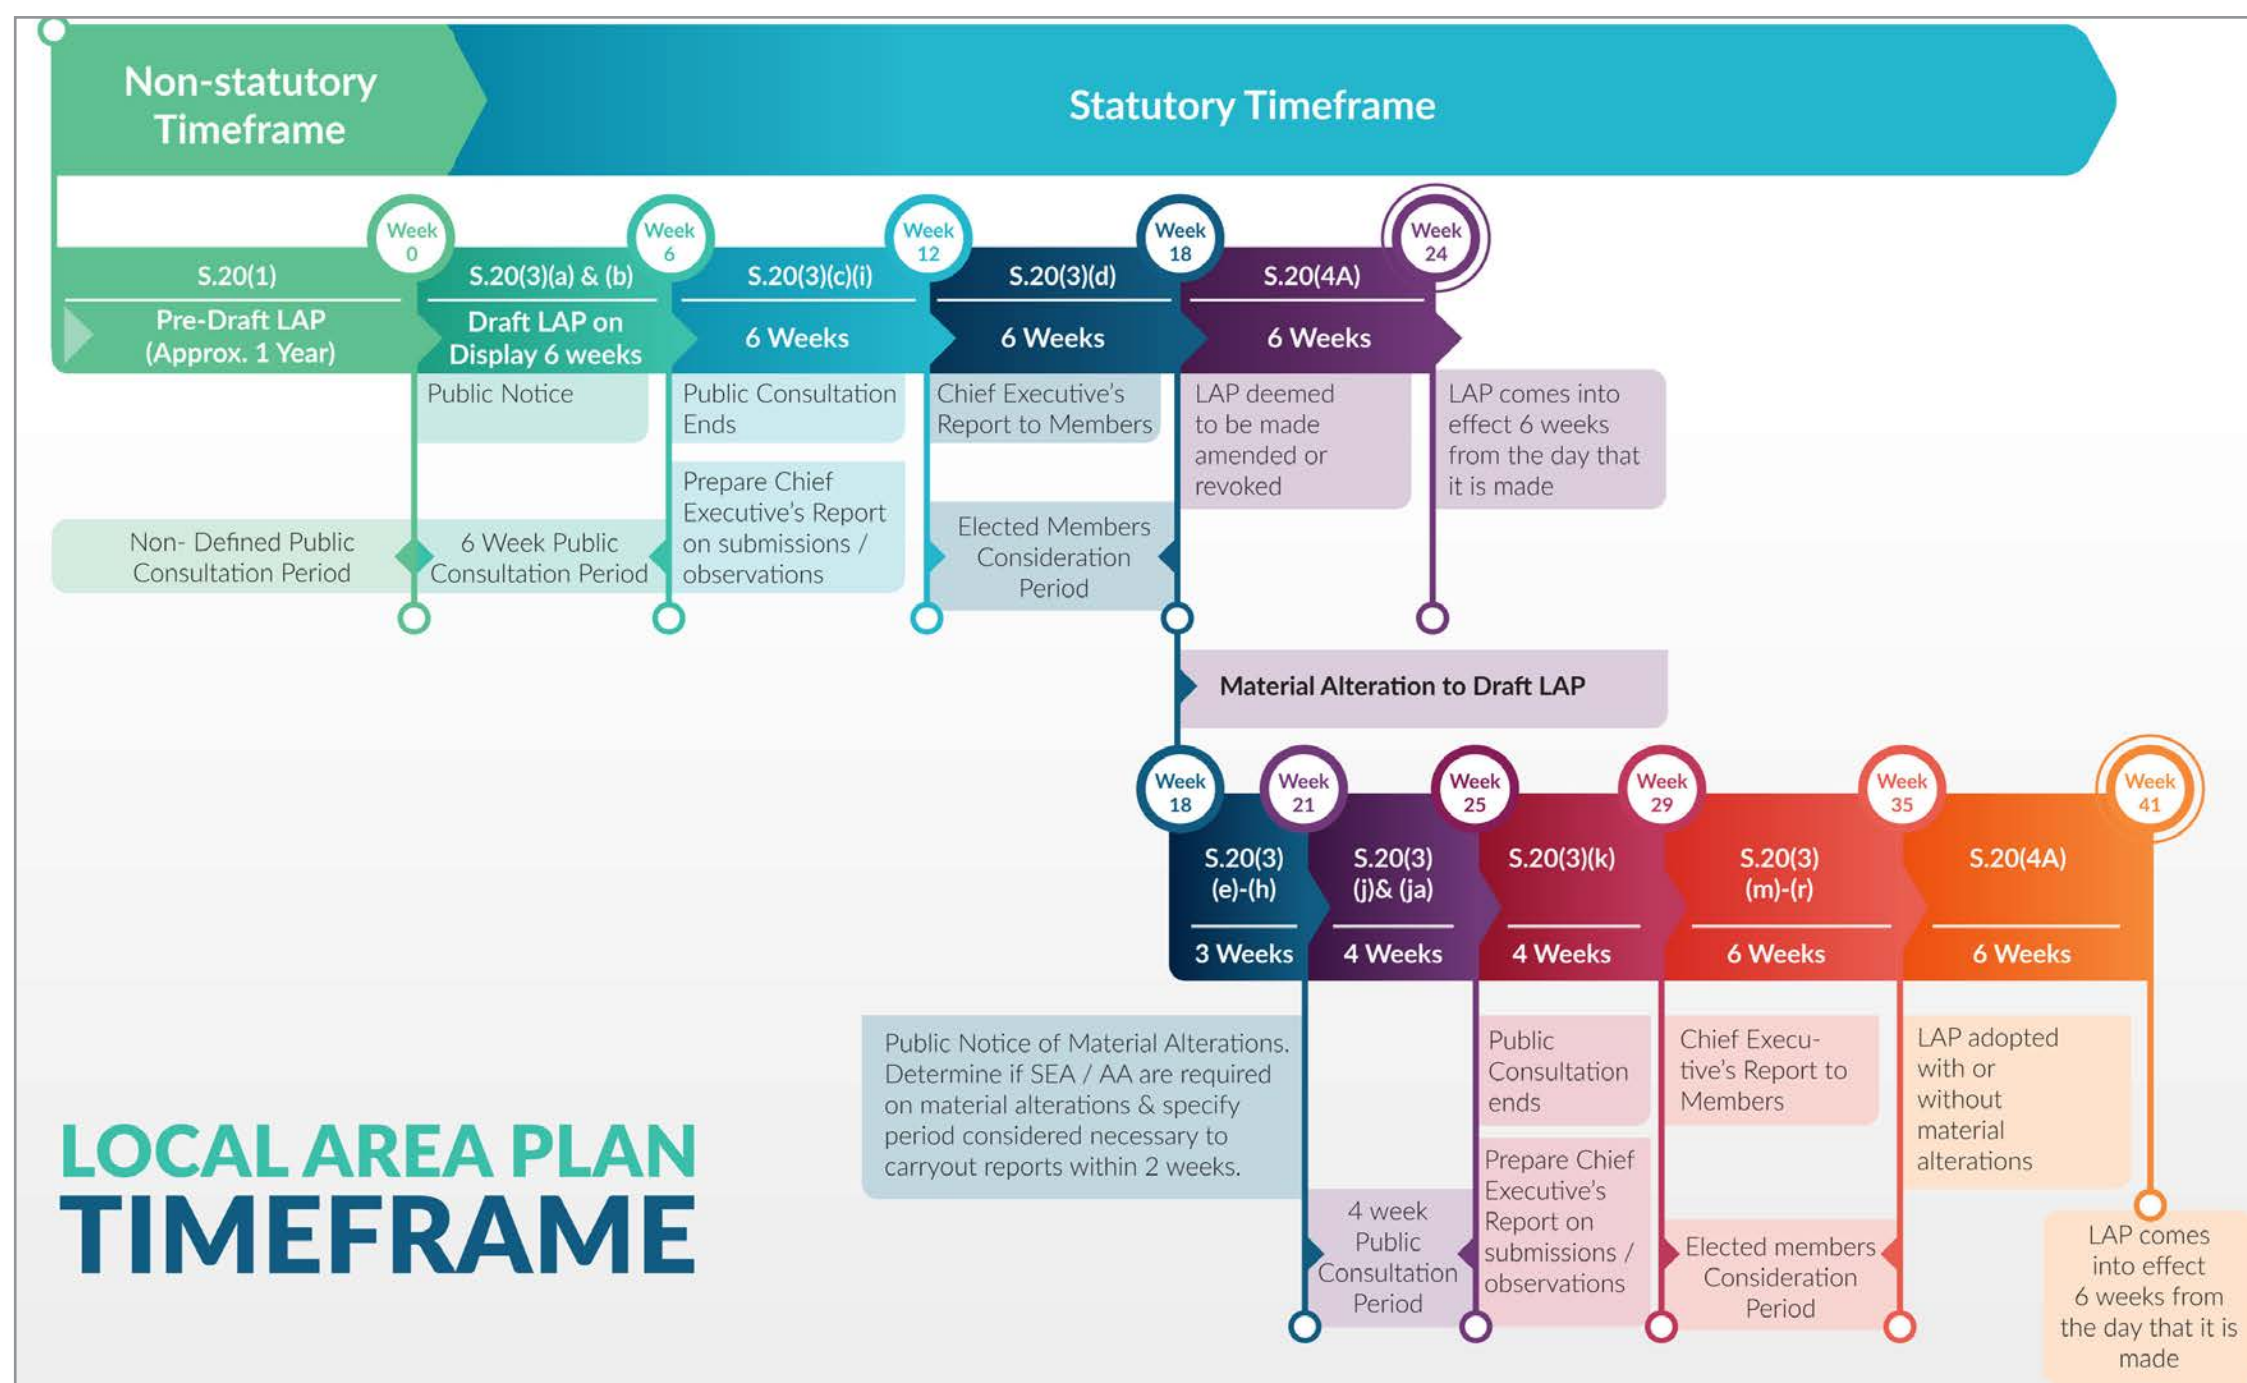 Non-statutory
Timeframe
Statutory Timeframe
Week
0
Week
6
Week
12
Week
18
Week
24
S.20(1)
Pre-Draft LAP
(Approx. 1 Year)
S.20(3)(a) & (b)
Draft LAP on
Display 6 weeks
S.20(3)(c)(i)
6 Weeks
S.20(3)(d)
6 Weeks
S.20(4A)
6 Weeks
Public Notice
Public Consultation
Ends
Chief Executive's
Report to Members
LAP deemed
to be made
amended or
revoked
LAP comes into
effect 6 weeks
from the day that
it is made
Non- Defined Public
Consultation Period
6 Week Public
Consultation Period
Prepare Chief
Executive's Report
on submissions /
observations
Elected Members
Consideration
Period
Material Alteration to Draft LAP
Week
18
Week
21
Week
25
Week
29
Week
35
Week
41
S.20(3)
(e)-(h)
3 Weeks
S.20(3)
(j)& (ja)
4 Weeks
S.20(3)(k)
4 Weeks
S.20(3)
(m)-(r)
6 Weeks
S.20(4A)
6 Weeks
Public Notice of Material Alterations.
Determine if SEA / AA are required
on material alterations & specify
period considered necessary to
carryout reports within 2 weeks.
4 week
Public
Consultation
Period
Public
Consultation
ends
Prepare Chief
Executive's
Report on
submissions /
observations
Chief Execu-
tive's Report to
Members
Elected members
Consideration
Period
LAP adopted
with or
without
material
alterations
LAP comes
into effect
6 weeks from
the day that it is
made
LOCAL AREA PLAN
TIMEFRAME